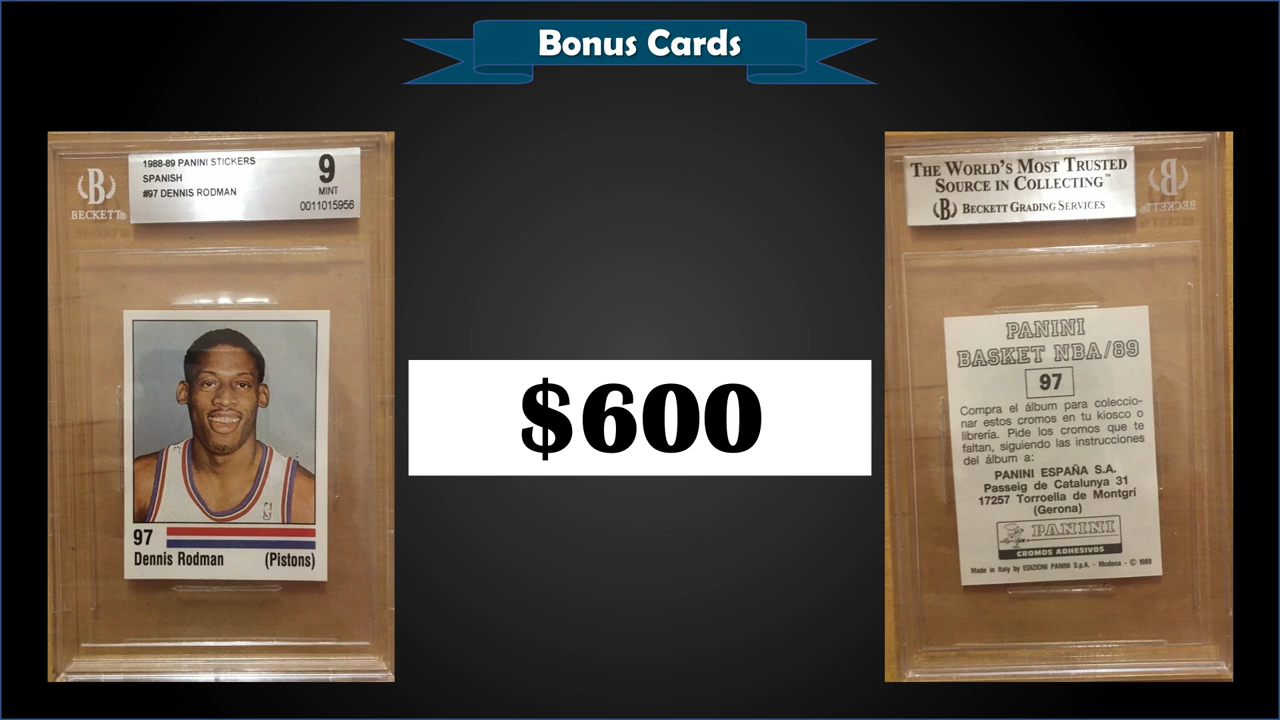 Bonus Cards
1988-89 PANINI STICKERS
SPANISH
#97 DENNIS RODMAN
9
MINT
0011015956
BECKETT®
97
Dennis Rodman (Pistons)
$600
THE WORLD'S MOST TRUSTED
SOURCE IN COLLECTING™
BECKETT GRADING SERVICES
BECKETT®
PANINI
BASKET NBA/89
97
Compra el álbum para coleccio-
nar estos cromos en tu kiosco o
librería. Pide los cromos que te
faltan, siguiendo las instrucciones
del álbum a:
PANINI ESPAÑA S.A.
Passeig de Catalunya 31
17257 Torroella de Montgrí
(Gerona)
PANINI
CROMOS ADHESIVOS
Made in Italy by EDIZIONI PANINI S.p.A. - Modena - © 1989